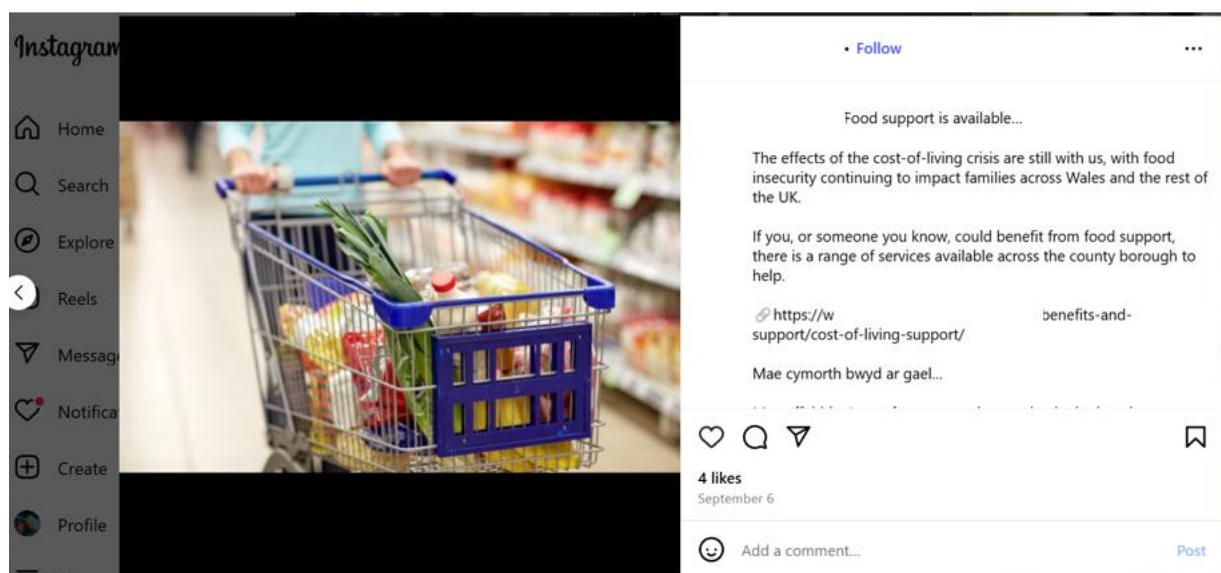 Instagram
Home
Search
Explore
Reels
Messag
Notifica
Create
Profile
• Follow
Food support is available...
The effects of the cost-of-living crisis are still with us, with food
insecurity continuing to impact families across Wales and the rest of
the UK.
If you, or someone you know, could benefit from food support,
there is a range of services available across the county borough to
help.
https://w benefits-and-
support/cost-of-living-support/
Mae cymorth bwyd ar gael...
4 likes
September 6
Add a comment...
Post